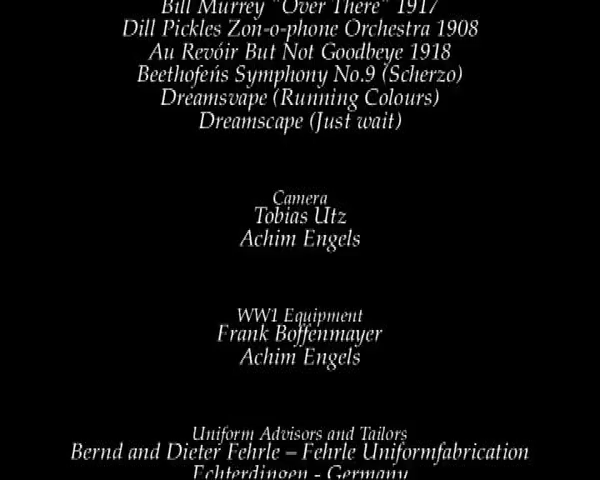 Bill Murrey "Over There" 1917
Dill Pickles Zon-o-phone Orchestra 1908
Au Revóir But Not Goodbeye 1918
Beethofeńs Symphony No.9 (Scherzo)
Dreamsvape (Running Colours)
Dreamscape (Just wait)
Camera
Tobias Utz
Achim Engels
WW1 Equipment
Frank Boffenmayer
Achim Engels
Uniform Advisors and Tailors
Bernd and Dieter Fehrle – Fehrle Uniformfabrication
Echterdingen - Germany